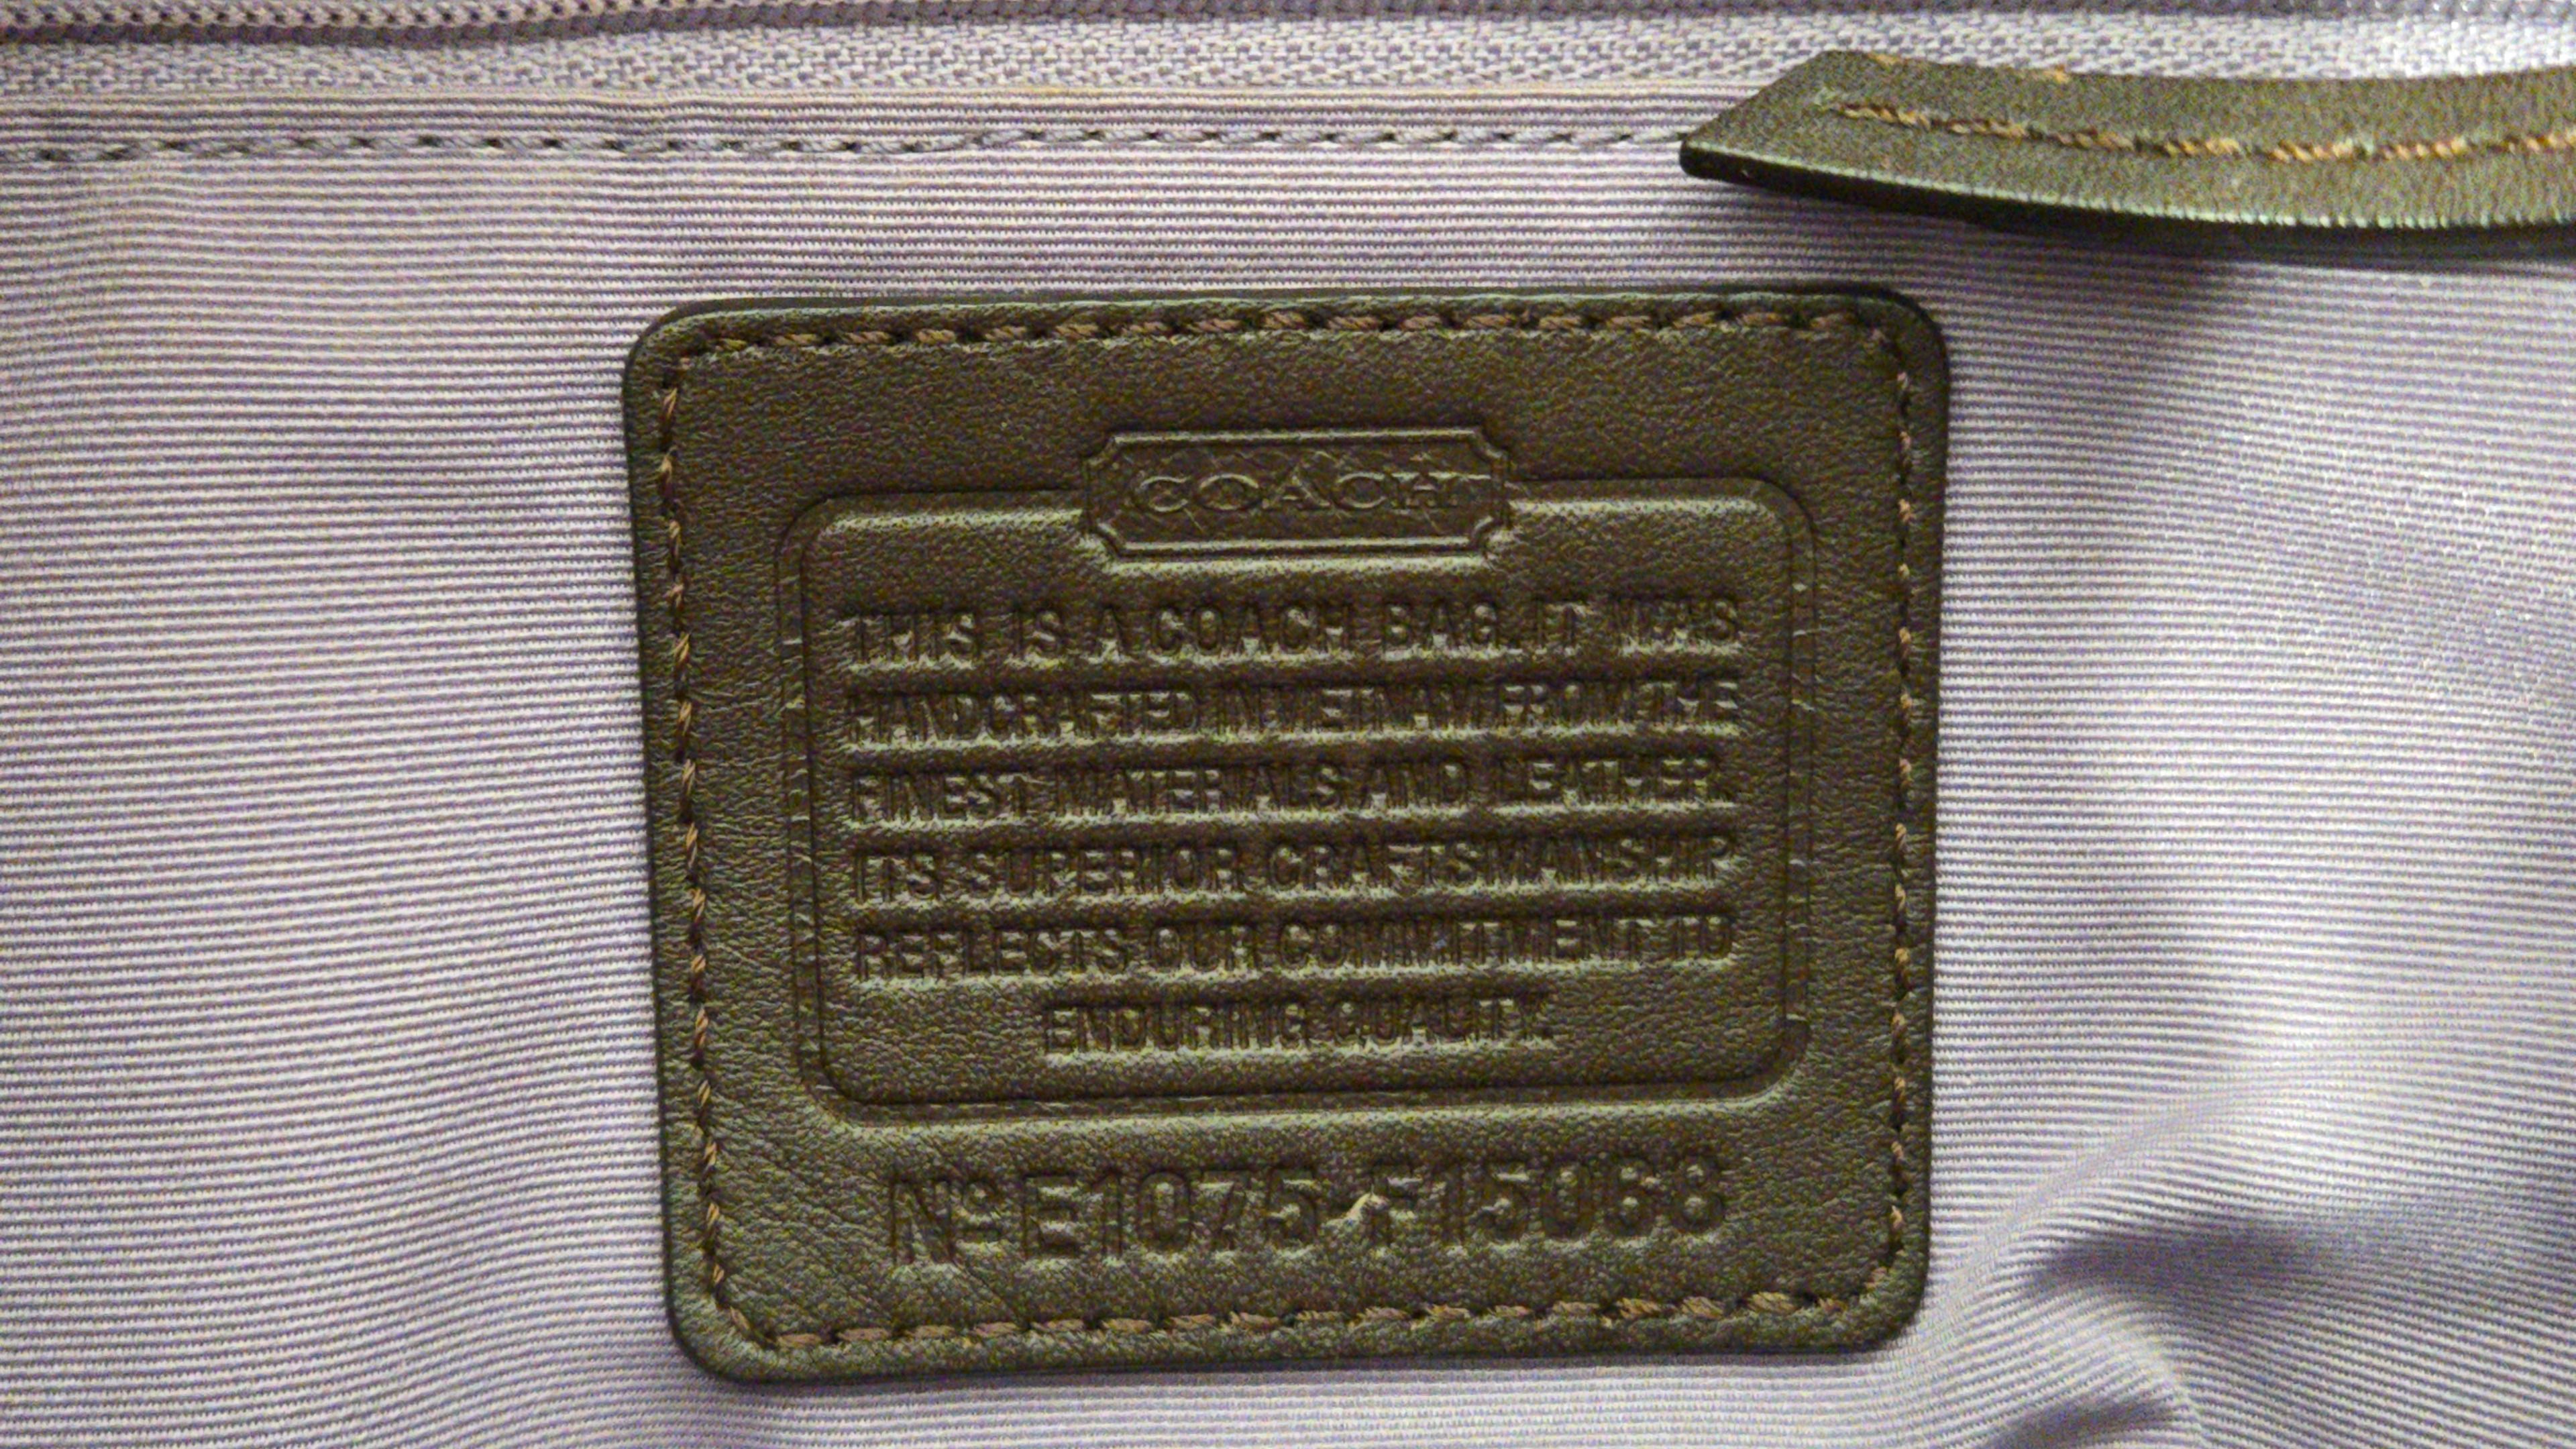 COACH
THIS IS A COACH BAG. IT WAS
HANDCRAFTED IN VIETNAM FROM THE
FINEST MATERIALS AND LEATHER.
ITS SUPERIOR CRAFTSMANSHIP
REFLECTS OUR COMMITMENT TO
ENDURING QUALITY.
Nº E1075-F15068